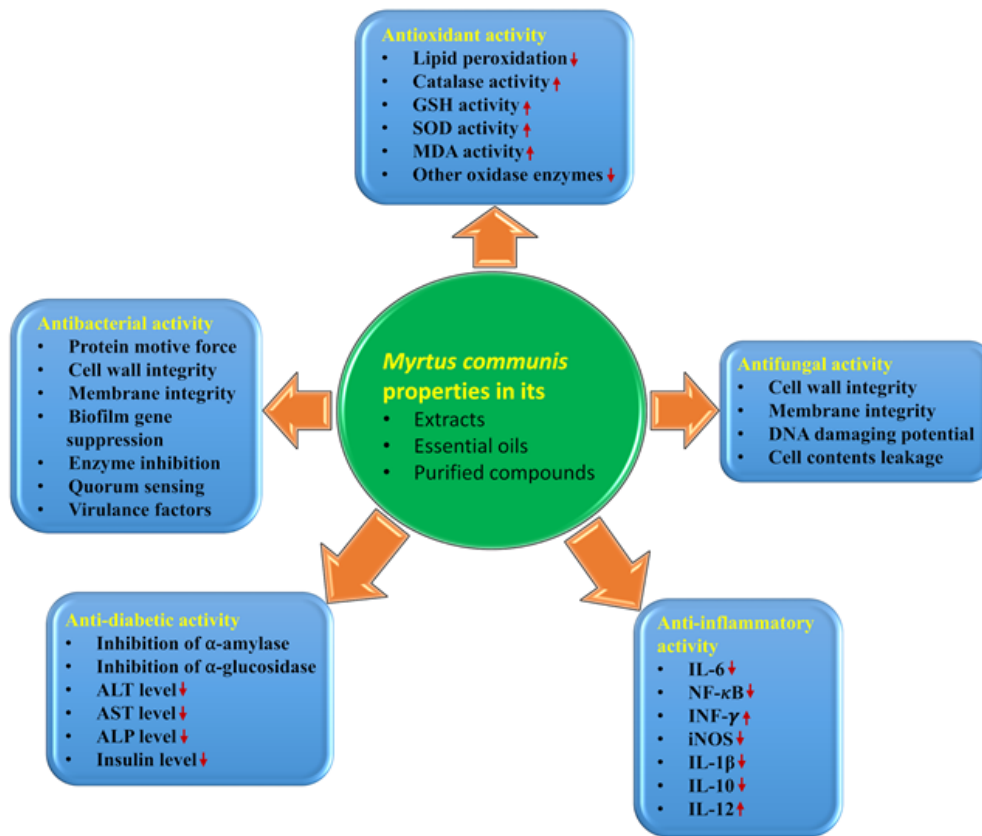 Antioxidant activity
• Lipid peroxidation↓
• Catalase activity↑
• GSH activity↑
• SOD activity↑
• MDA activity↑
• Other oxidase enzymes↓
Antibacterial activity
• Protein motive force
• Cell wall integrity
• Membrane integrity
• Biofilm gene
suppression
• Enzyme inhibition
• Quorum sensing
• Virulance factors
Myrtus communis
properties in its
• Extracts
• Essential oils
• Purified compounds
Antifungal activity
• Cell wall integrity
• Membrane integrity
• DNA damaging potential
• Cell contents leakage
Anti-diabetic activity
• Inhibition of α-amylase
• Inhibition of α-glucosidase
• ALT level↓
• AST level↓
• ALP level↓
• Insulin level↓
Anti-inflammatory
activity
• IL-6↓
• NF-κB↓
• INF-γ↑
• iNOS↓
• IL-1β↓
• IL-10↓
• IL-12↑